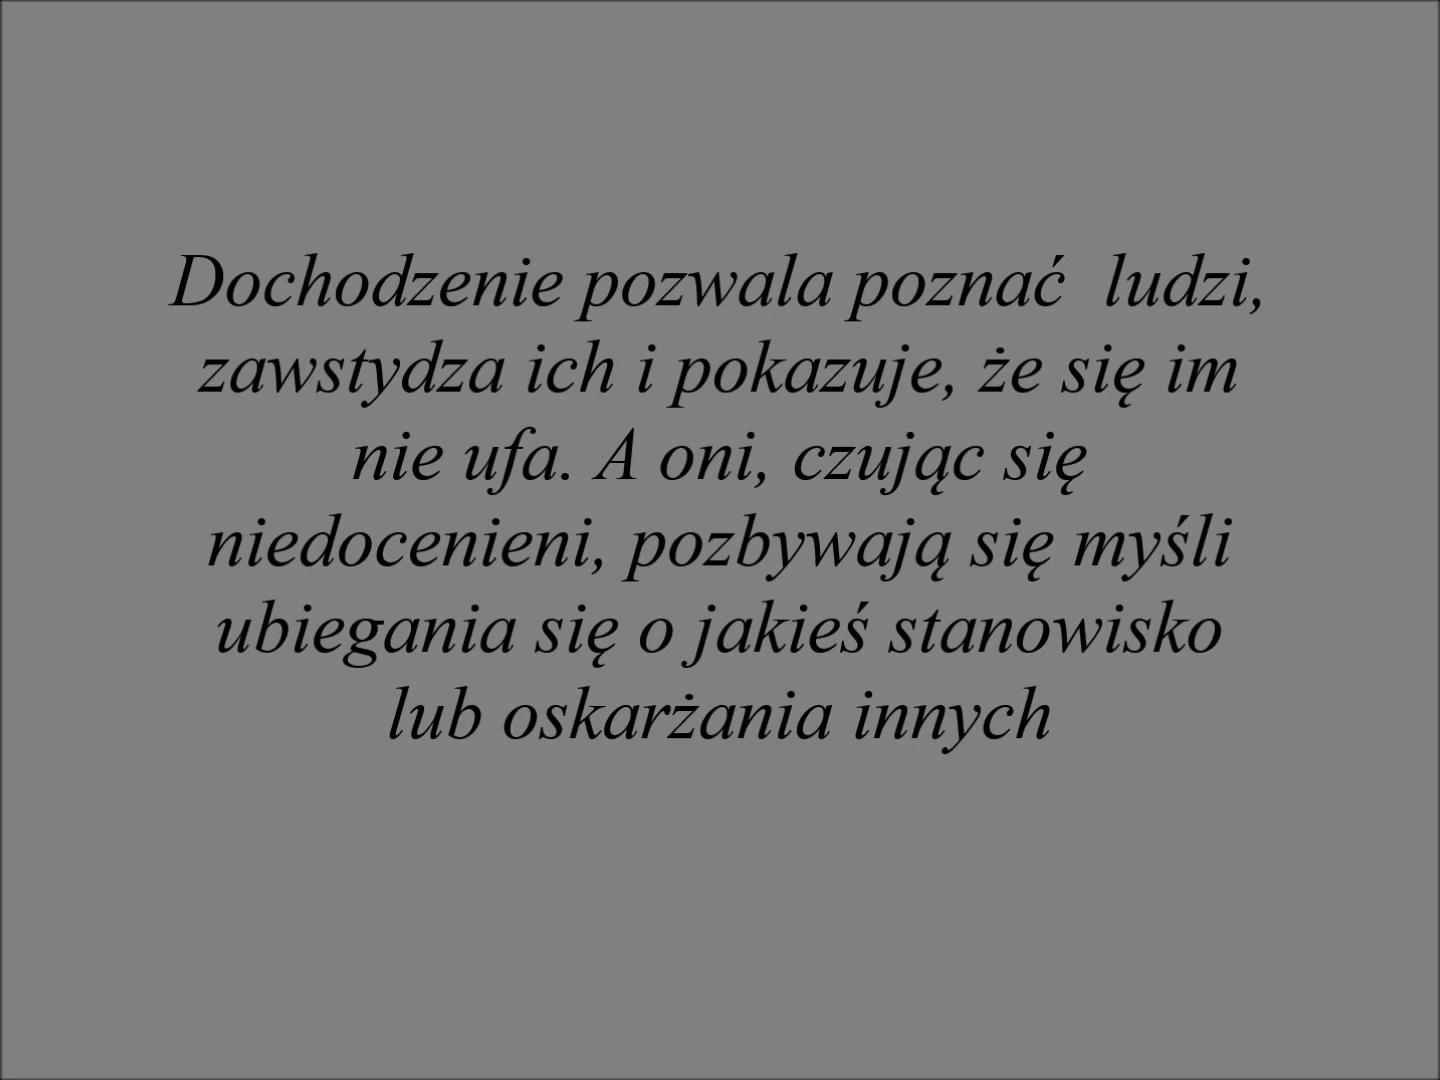 Dochodzenie pozwala poznać  ludzi,
zawstydza ich i pokazuje, że się im
nie ufa. A oni, czując się
niedocenieni, pozbywają się myśli
ubiegania się o jakieś stanowisko
lub oskarżania innych